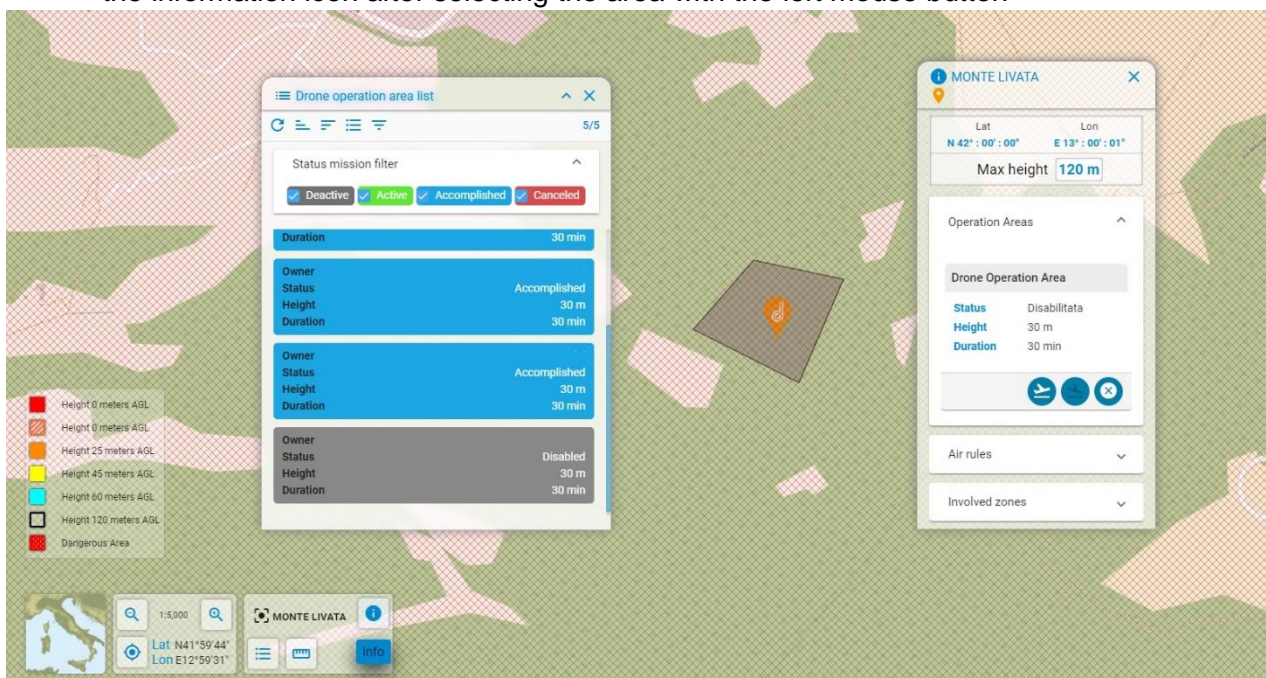 the information icon after selecting the area with the left mouse button
Drone operation area list
5/5
Status mission filter
Deactive Active Accomplished Canceled
Duration 30 min
Owner
Status Accomplished
Height 30 m
Duration 30 min
Owner
Status Accomplished
Height 30 m
Duration 30 min
Owner
Status Disabled
Height 30 m
Duration 30 min
MONTE LIVATA
Lat Lon
N 42° : 00' : 00" E 13° : 00' : 01"
Max height 120 m
Operation Areas
Drone Operation Area
Status Disabilitata
Height 30 m
Duration 30 min
Air rules
Involved zones
Height 0 meters AGL
Height 0 meters AGL
Height 25 meters AGL
Height 45 meters AGL
Height 60 meters AGL
Height 120 meters AGL
Dangerous Area
1:5,000
Lat N41°59'44"
Lon E12°59'31"
MONTE LIVATA
Info